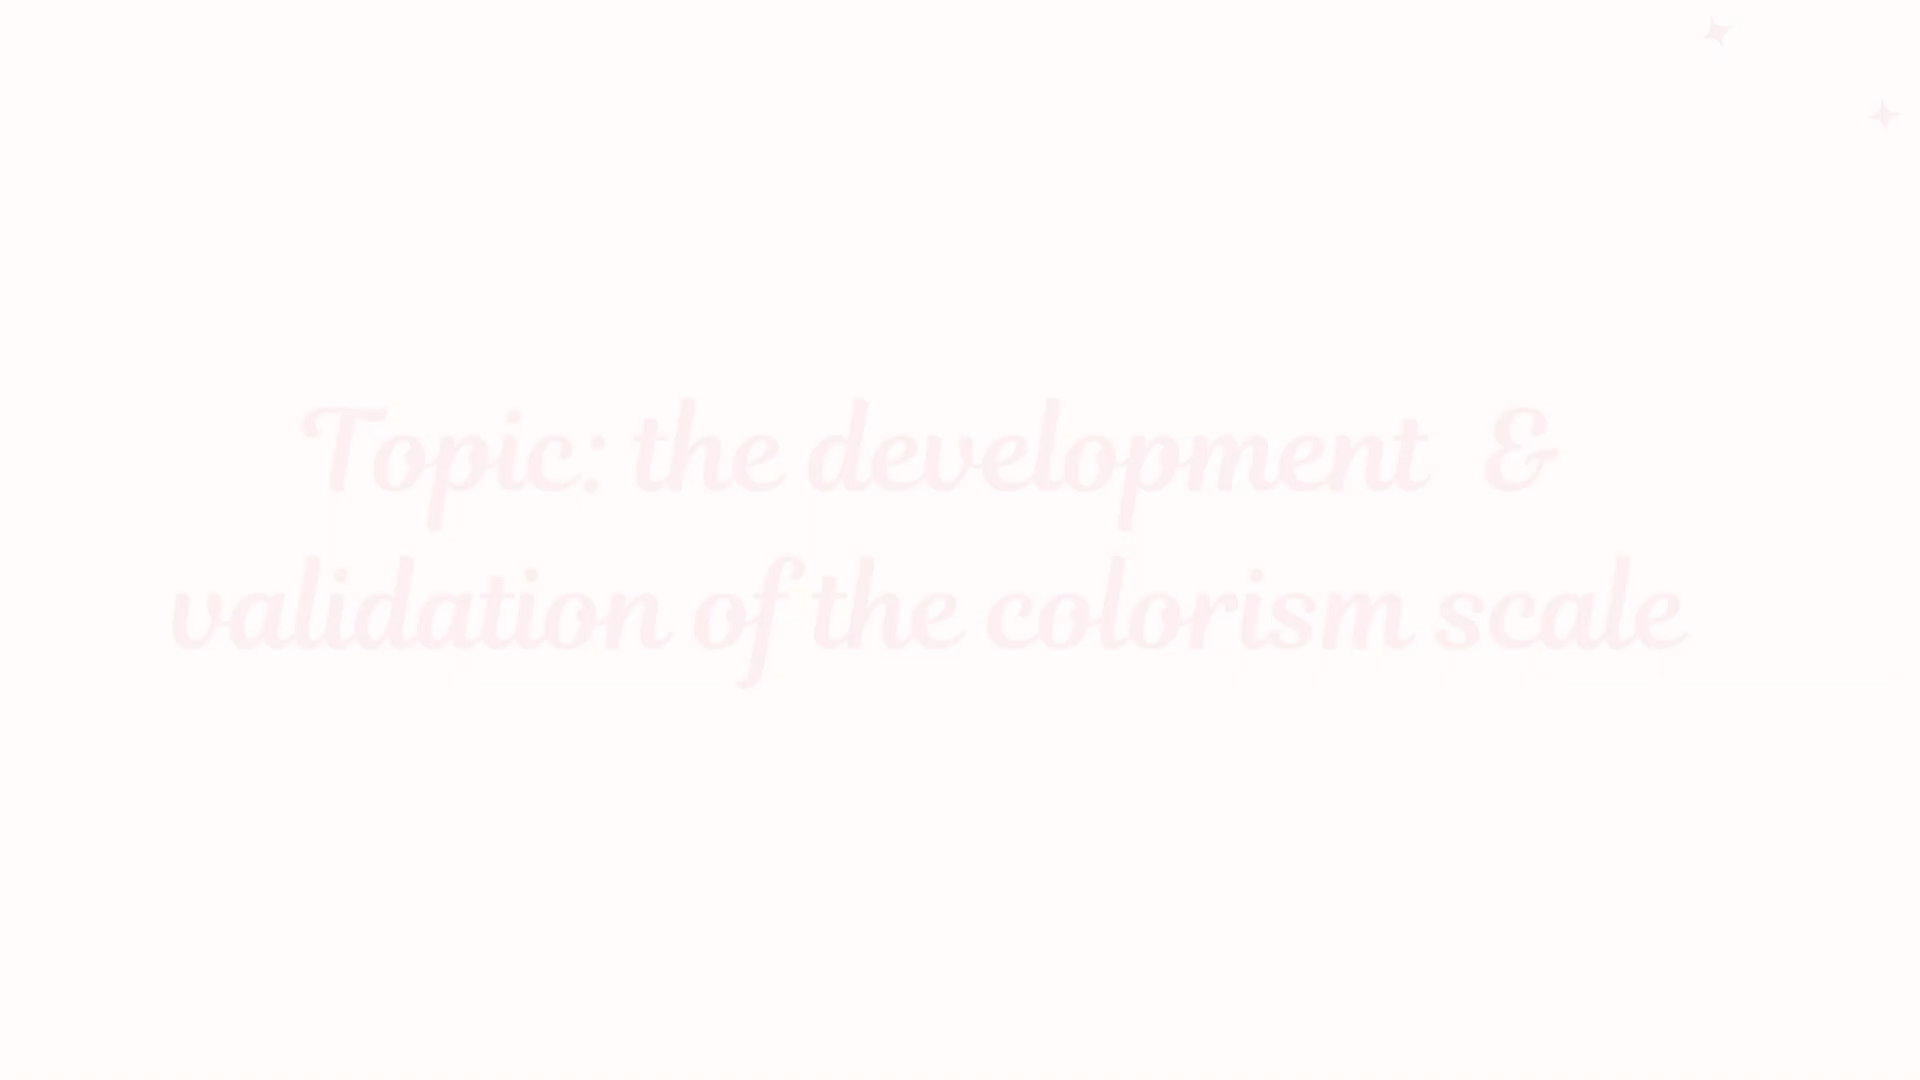 Topic: the development &
validation of the colorism scale